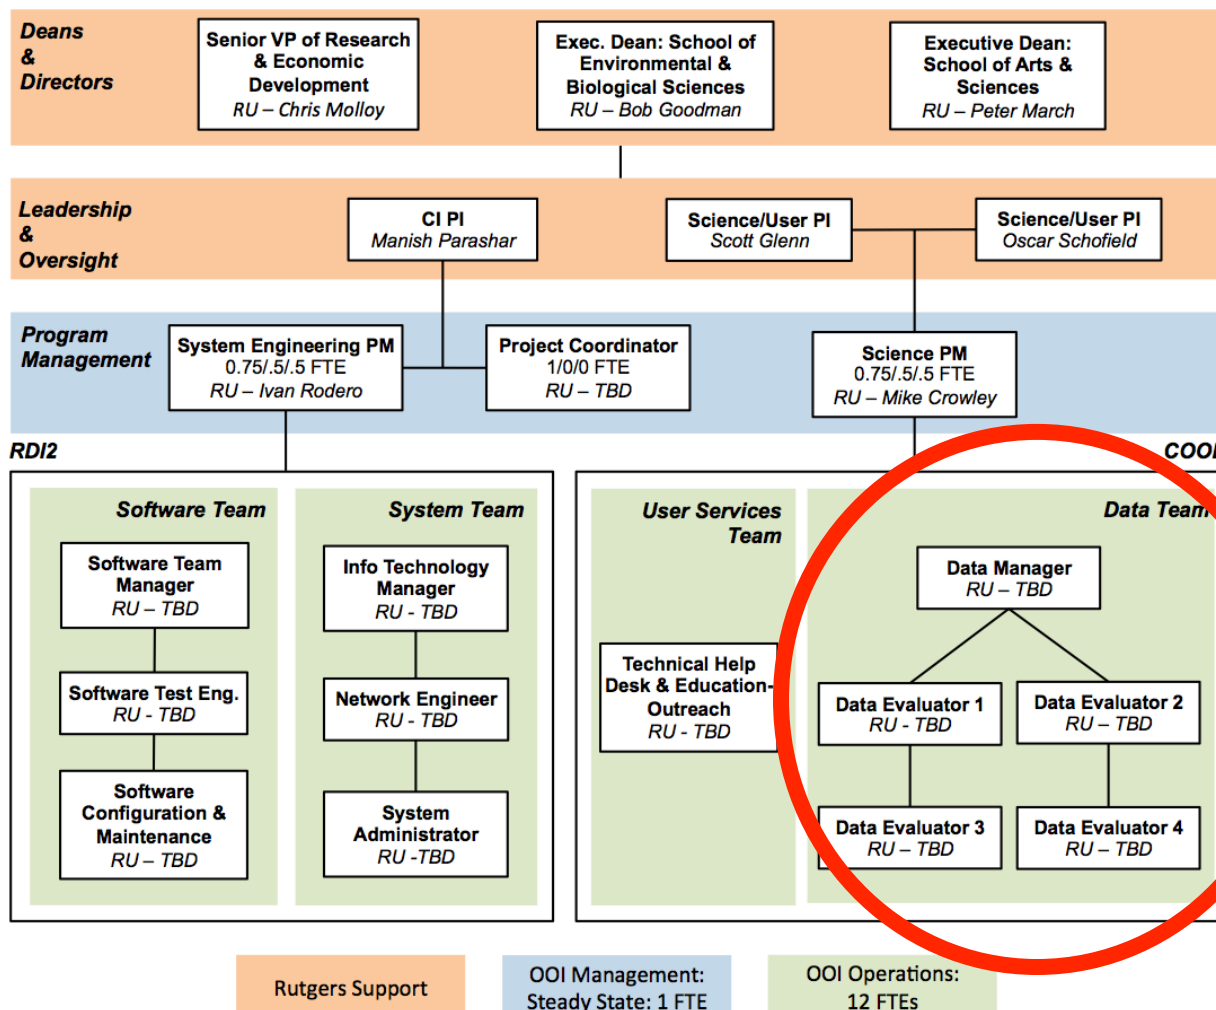 Deans
&
Directors
Senior VP of Research
& Economic
Development
RU – Chris Molloy
Exec. Dean: School of
Environmental &
Biological Sciences
RU – Bob Goodman
Executive Dean:
School of Arts &
Sciences
RU – Peter March
Leadership
&
Oversight
CI PI
Manish Parashar
Science/User PI
Scott Glenn
Science/User PI
Oscar Schofield
Program
Management
System Engineering PM
0.75/.5/.5 FTE
RU – Ivan Rodero
Project Coordinator
1/0/0 FTE
RU – TBD
Science PM
0.75/.5/.5 FTE
RU – Mike Crowley
RDI2
Software Team
Software Team
Manager
RU – TBD
Software Test Eng.
RU - TBD
Software
Configuration &
Maintenance
RU – TBD
System Team
Info Technology
Manager
RU - TBD
Network Engineer
RU - TBD
System
Administrator
RU -TBD
COOL
User Services
Team
Technical Help
Desk & Education-
Outreach
RU - TBD
Data Team
Data Manager
RU – TBD
Data Evaluator 1
RU - TBD
Data Evaluator 2
RU – TBD
Data Evaluator 3
RU – TBD
Data Evaluator 4
RU – TBD
Rutgers Support
OOI Management:
Steady State: 1 FTE
OOI Operations:
12 FTEs